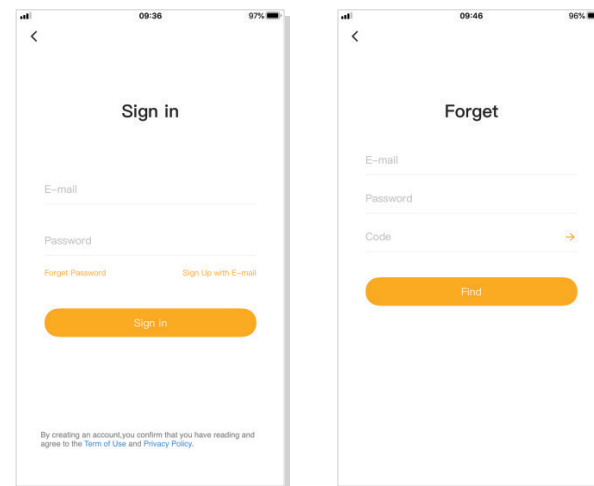 09:36
97%
Sign in
E-mail
Password
Forget Password
Sign Up with E-mail
Sign in
By creating an account,you confirm that you have reading and
agree to the Term of Use and Privacy Policy.
09:46
96%
Forget
E-mail
Password
Code
Find